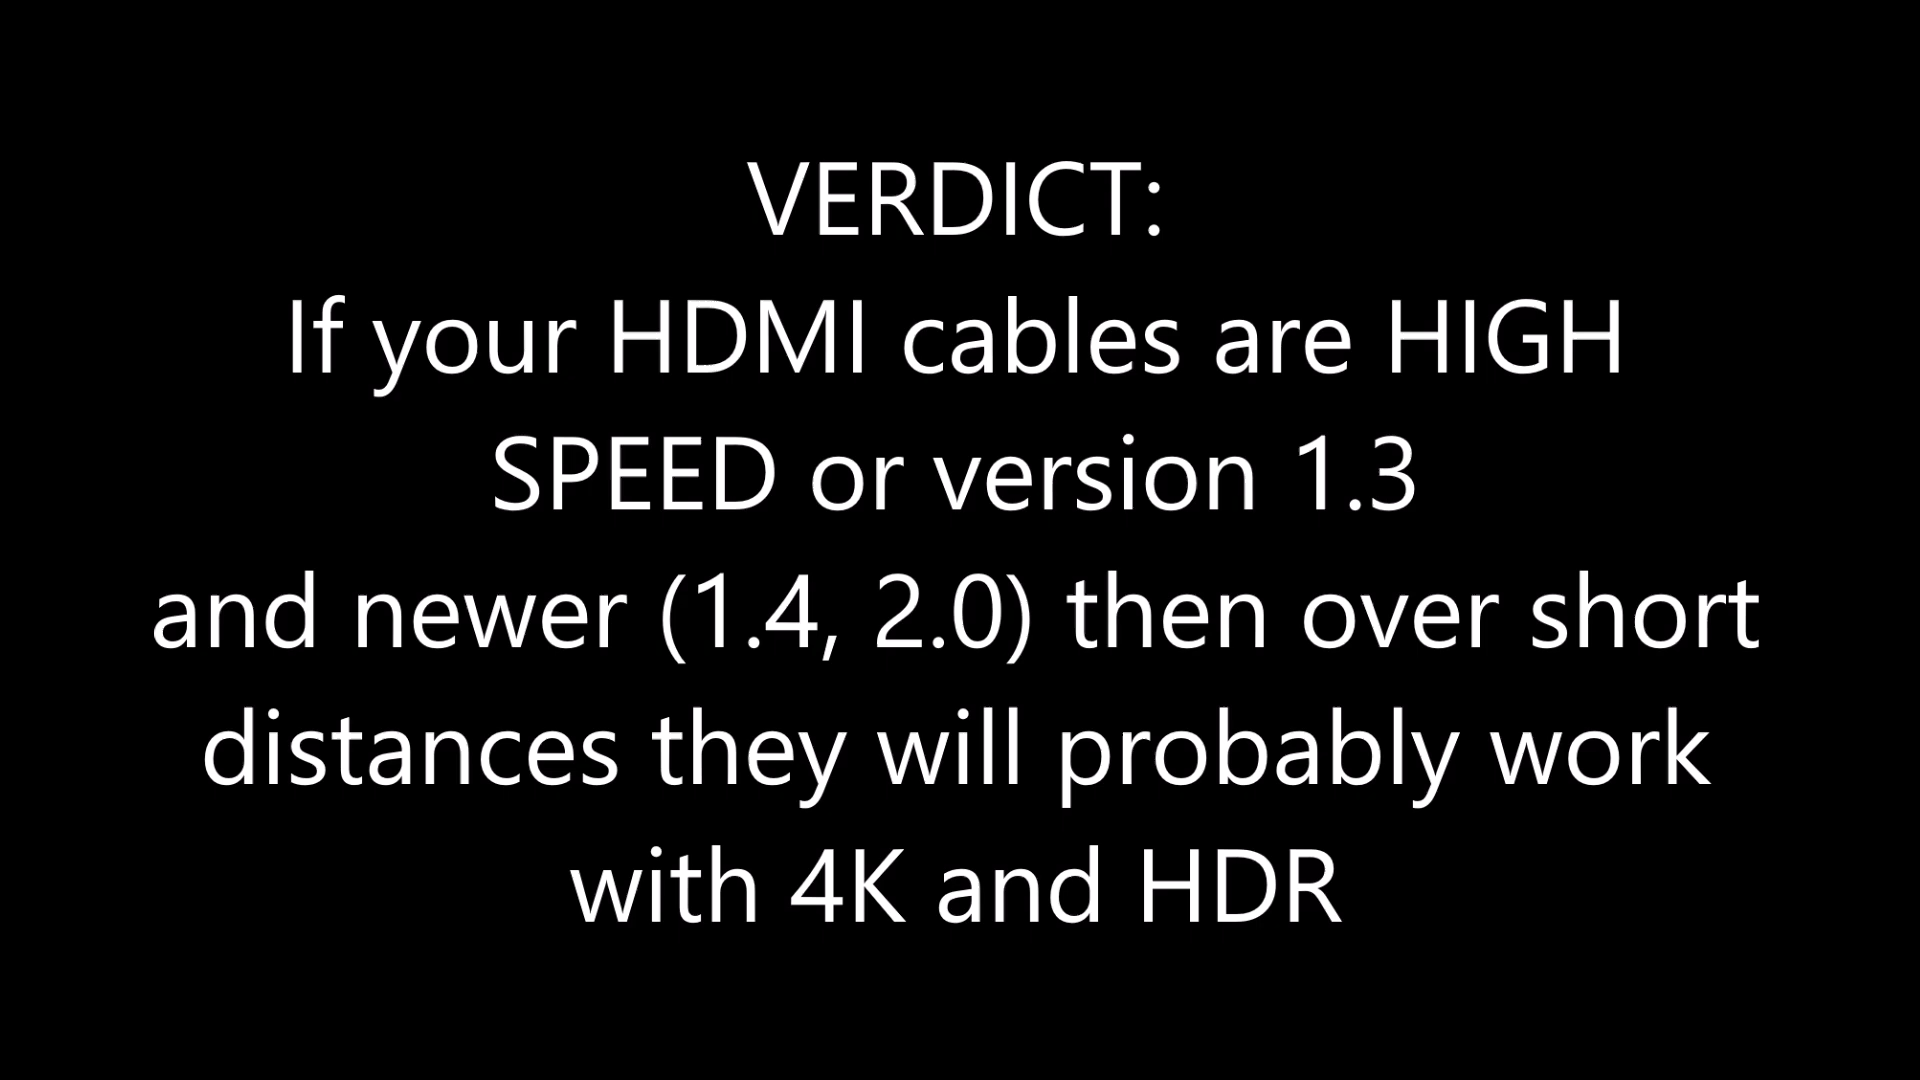 VERDICT:
If your HDMI cables are HIGH
SPEED or version 1.3
and newer (1.4, 2.0) then over short
distances they will probably work
with 4K and HDR